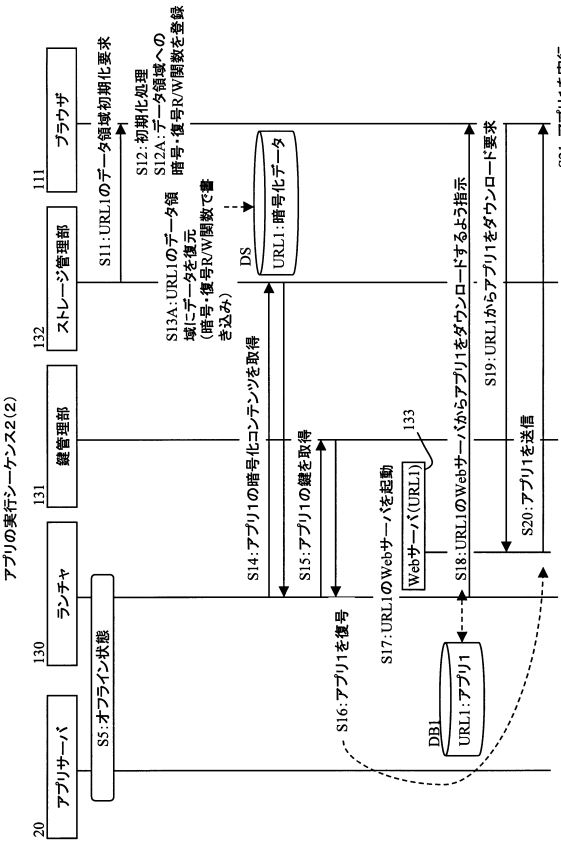 アプリの実行シーケンス2(2)
20
アプリサーバ
130
ランチャ
131
鍵管理部
132
ストレージ管理部
111
ブラウザ
S5:オフライン状態
S11:URL1のデータ領域初期化要求
S12:初期化処理
S12A:データ領域への
暗号・復号R/W関数を登録
S13A:URL1のデータ領
域にデータを復元
(暗号・復号R/W関数で書
き込み)
DS
URL1:暗号化データ
S14:アプリ1の暗号化コンテンツを取得
S15:アプリ1の鍵を取得
S16:アプリ1を復号
S17:URL1のWebサーバを起動
Webサーバ(URL1)
133
DB1
URL1:アプリ1
S18:URL1のWebサーバからアプリ1をダウンロードするよう指示
S19:URL1からアプリ1をダウンロード要求
S20:アプリ1を送信